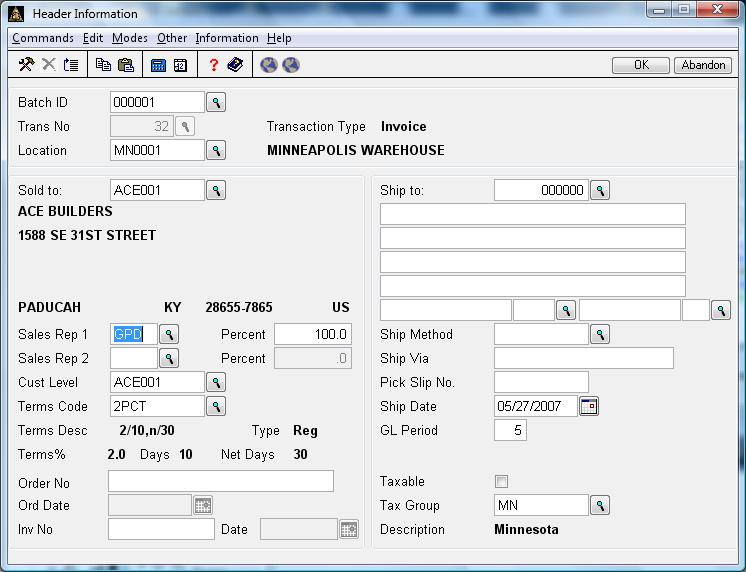 Header Information
Commands Edit Modes Other Information Help
OK Abandon
Batch ID 000001
Trans No 32 Transaction Type Invoice
Location MN0001 MINNEAPOLIS WAREHOUSE
Sold to: ACE001 Ship to: 000000
ACE BUILDERS
1588 SE 31ST STREET
PADUCAH KY 28655-7865 US
Sales Rep 1 GPD Percent 100.0 Ship Method
Sales Rep 2 Percent .0 Ship Via
Cust Level ACE001 Pick Slip No.
Terms Code 2PCT Ship Date 05/27/2007
Terms Desc 2/10,n/30 Type Reg GL Period 5
Terms% 2.0 Days 10 Net Days 30
Order No Taxable
Ord Date Tax Group MN
Inv No Date Description Minnesota